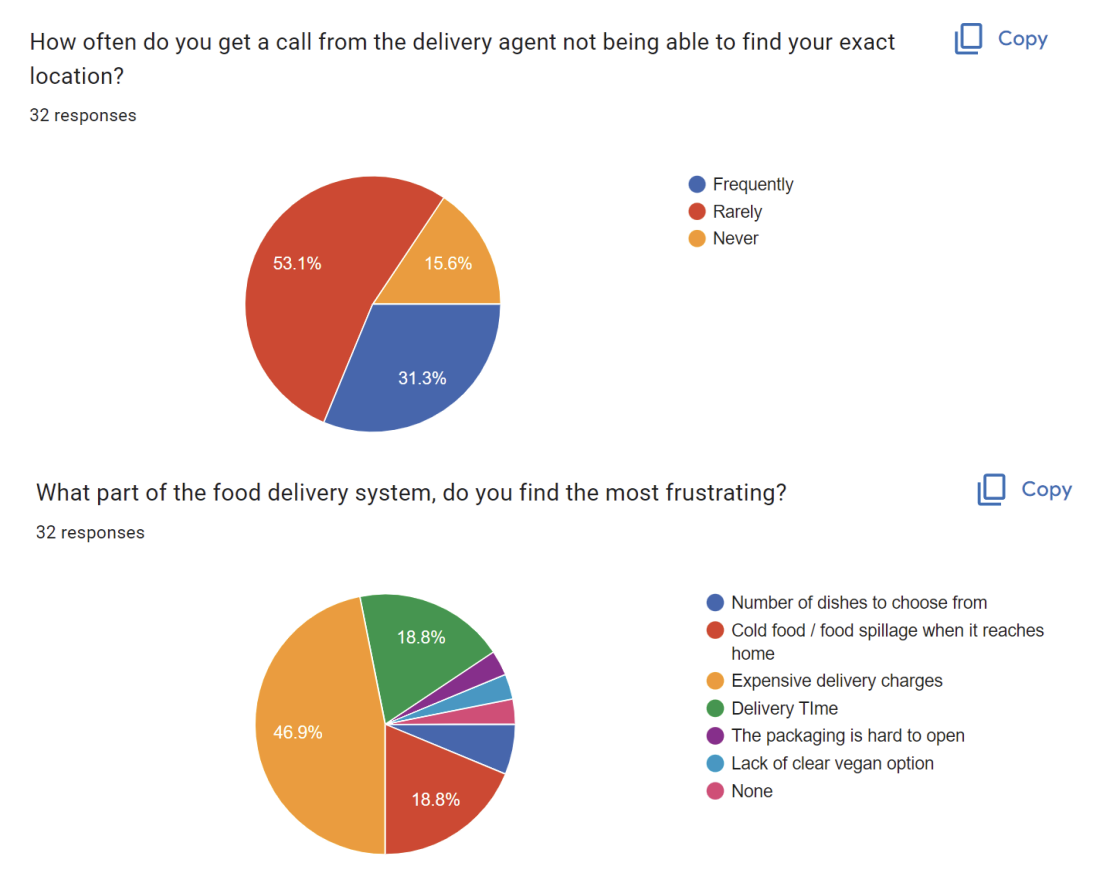 How often do you get a call from the delivery agent not being able to find your exact
location?
Copy
32 responses
Frequently
Rarely
Never
53.1%
15.6%
31.3%
What part of the food delivery system, do you find the most frustrating?
Copy
32 responses
Number of dishes to choose from
Cold food / food spillage when it reaches
home
Expensive delivery charges
Delivery TIme
The packaging is hard to open
Lack of clear vegan option
None
18.8%
46.9%
18.8%